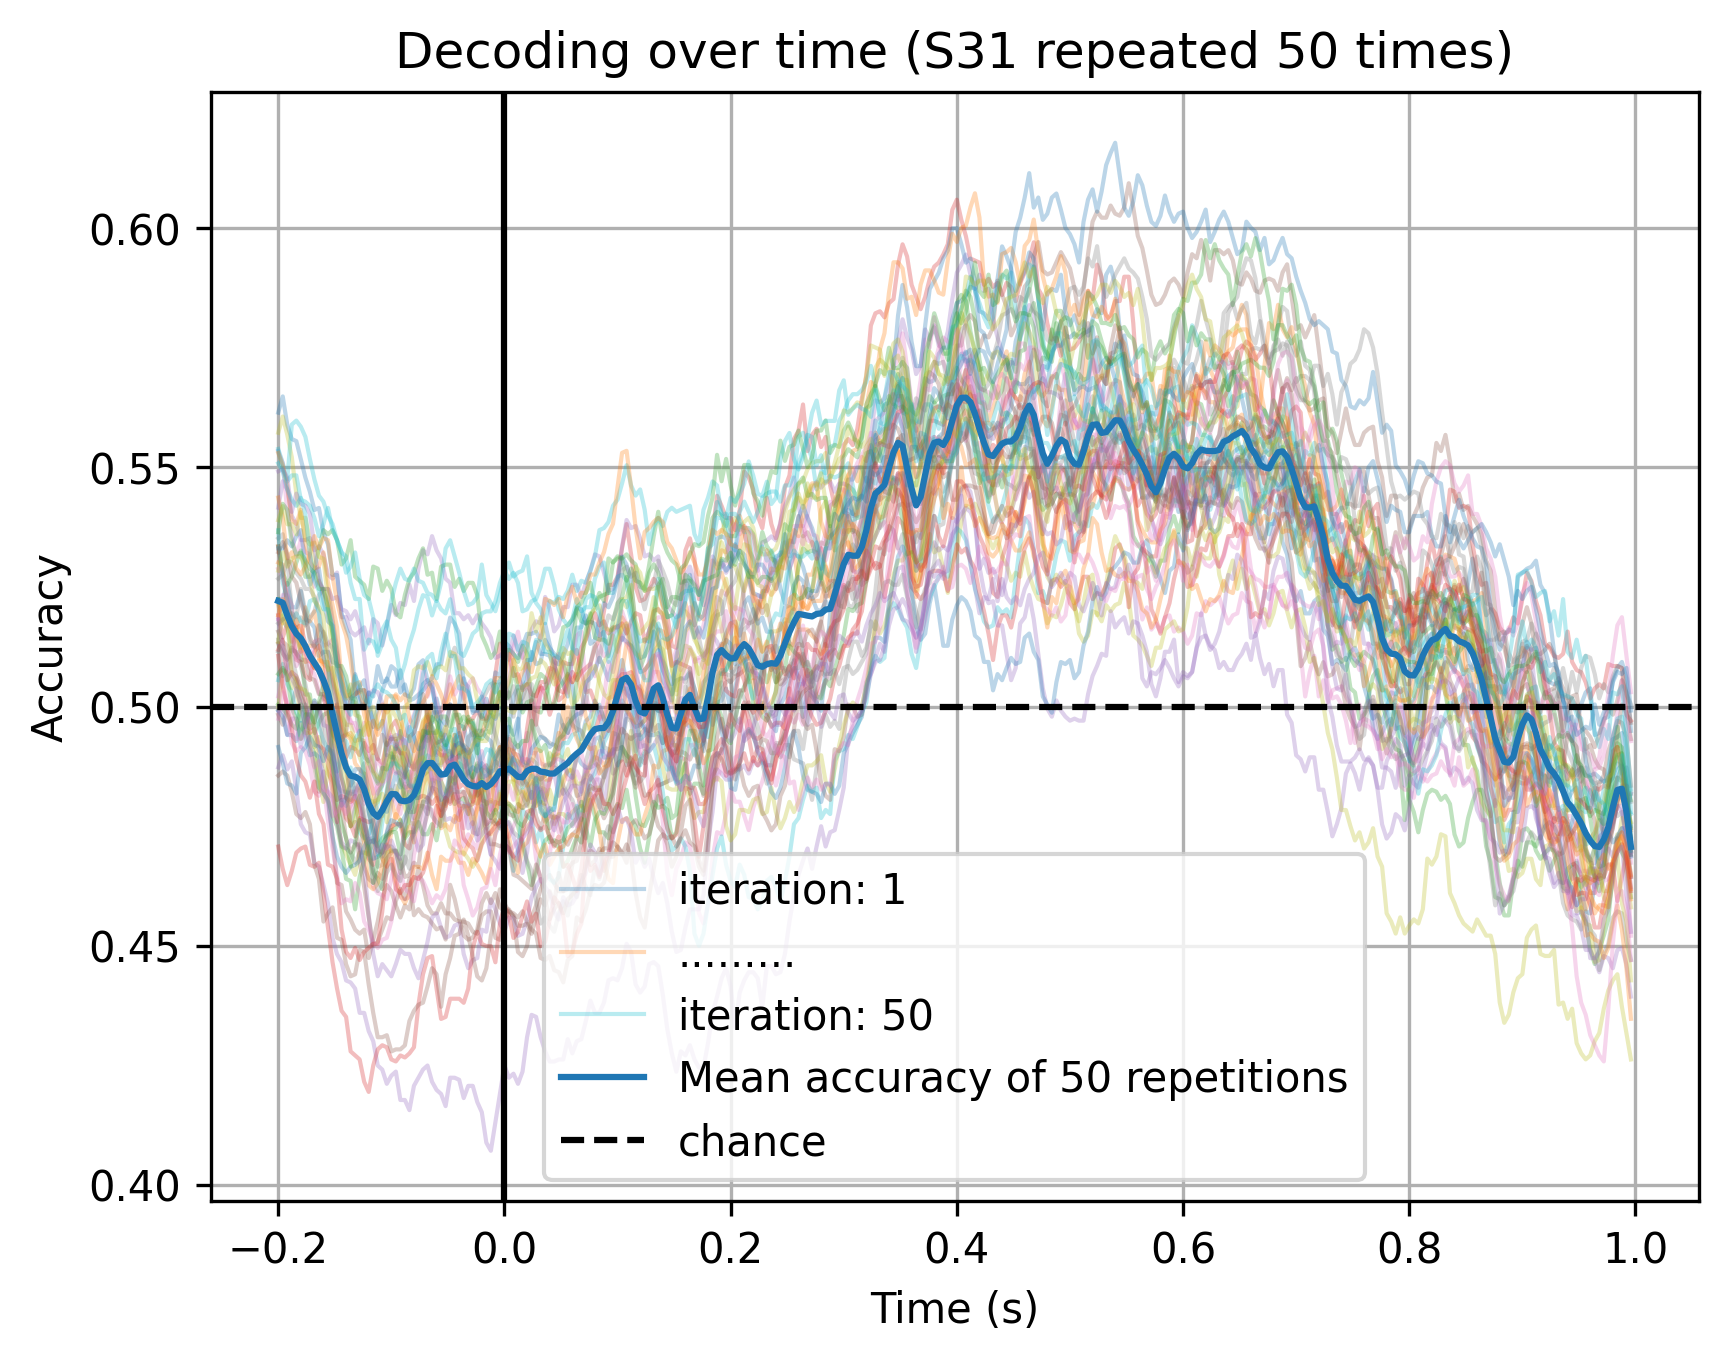 Decoding over time (S31 repeated 50 times)
Accuracy
0.60
0.55
0.50
0.45
0.40
iteration: 1
.........
iteration: 50
Mean accuracy of 50 repetitions
chance
−0.2 0.0 0.2 0.4 0.6 0.8 1.0
Time (s)